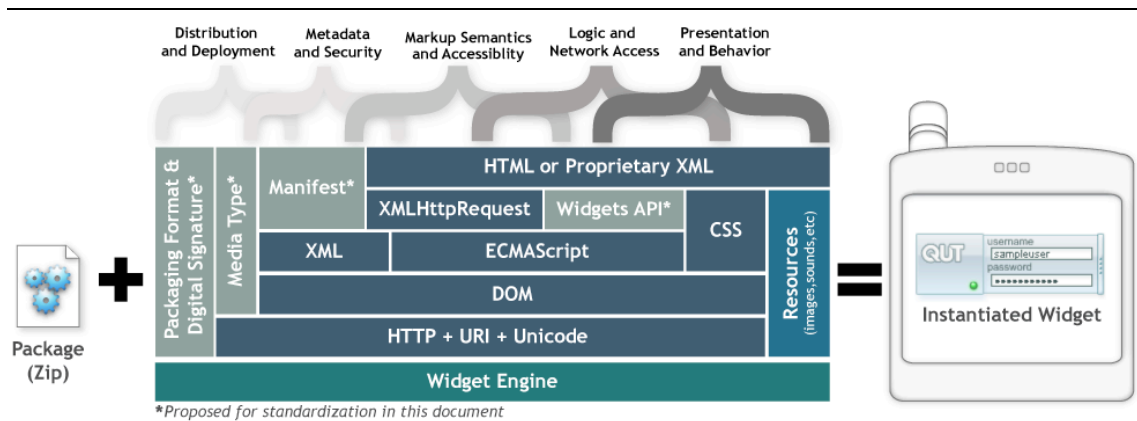 Distribution
and Deployment
Metadata
and Security
Markup Semantics
and Accessiblity
Logic and
Network Access
Presentation
and Behavior
Packaging Format &
Digital Signature*
Media Type*
Manifest*
HTML or Proprietary XML
XMLHttpRequest
Widgets API*
CSS
Resources
(images,sounds,etc)
XML
ECMAScript
DOM
HTTP + URI + Unicode
Widget Engine
*Proposed for standardization in this document
Package
(Zip)
+
=
QUT
username
sampleuser
password
***********
Instantiated Widget